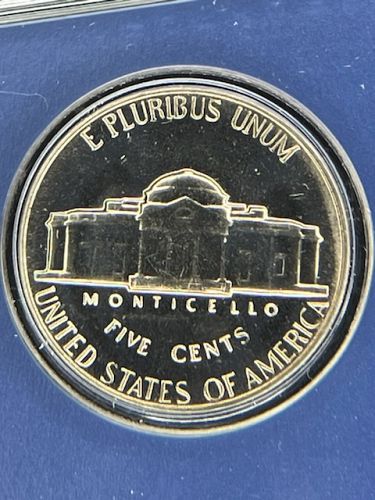 E PLURIBUS UNUM
MONTICELLO
FIVE CENTS
UNITED STATES OF AMERICA